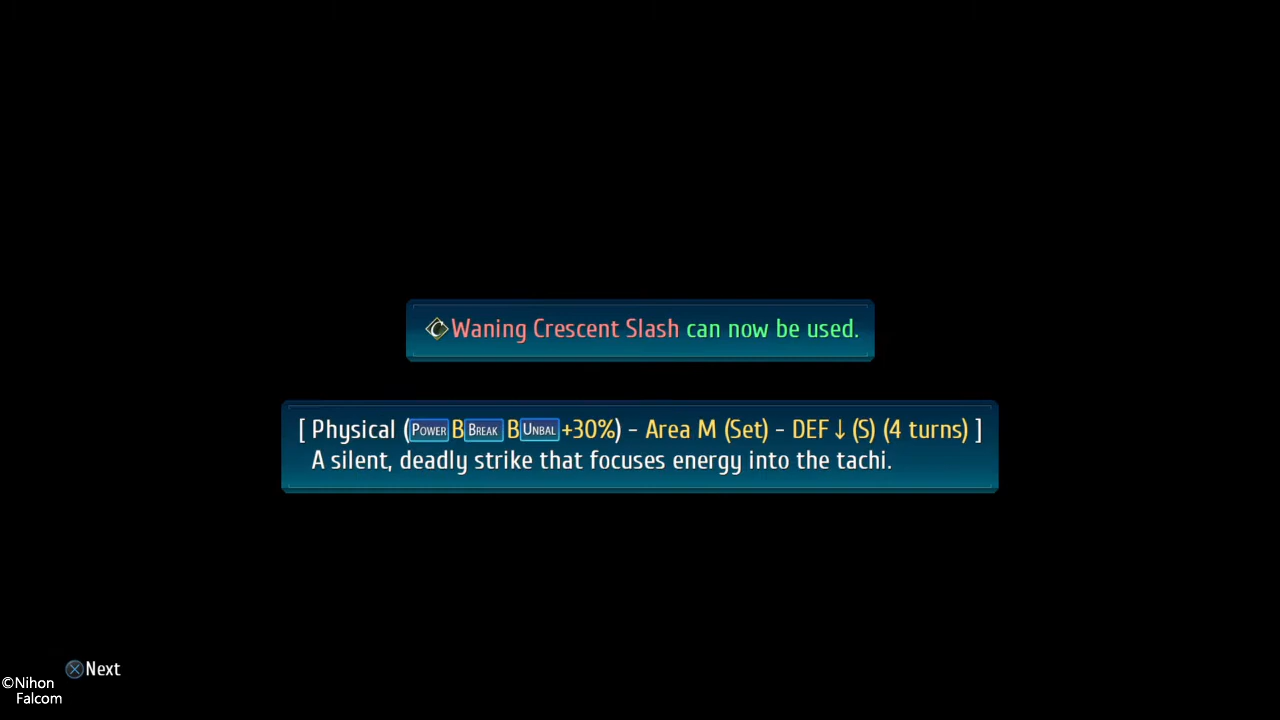 Waning Crescent Slash can now be used.
[ Physical (POWER B BREAK B UNBAL +30%) - Area M (Set) - DEF↓(S) (4 turns) ]
A silent, deadly strike that focuses energy into the tachi.
Next
©Nihon
Falcom